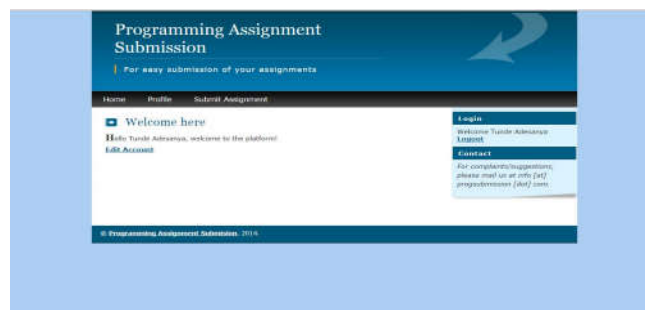 Programming Assignment
Submission
For easy submission of your assignments
Home Profile Submit Assignment
Welcome here
Hello Tunde Adesanya, welcome to the platform!
Edit Account
Login
Welcome Tunde Adesanya
Logout
Contact
For complaints/suggestions,
please mail us at info [at]
progsubmission [dot] com
© Programming Assignment Submission. 2014